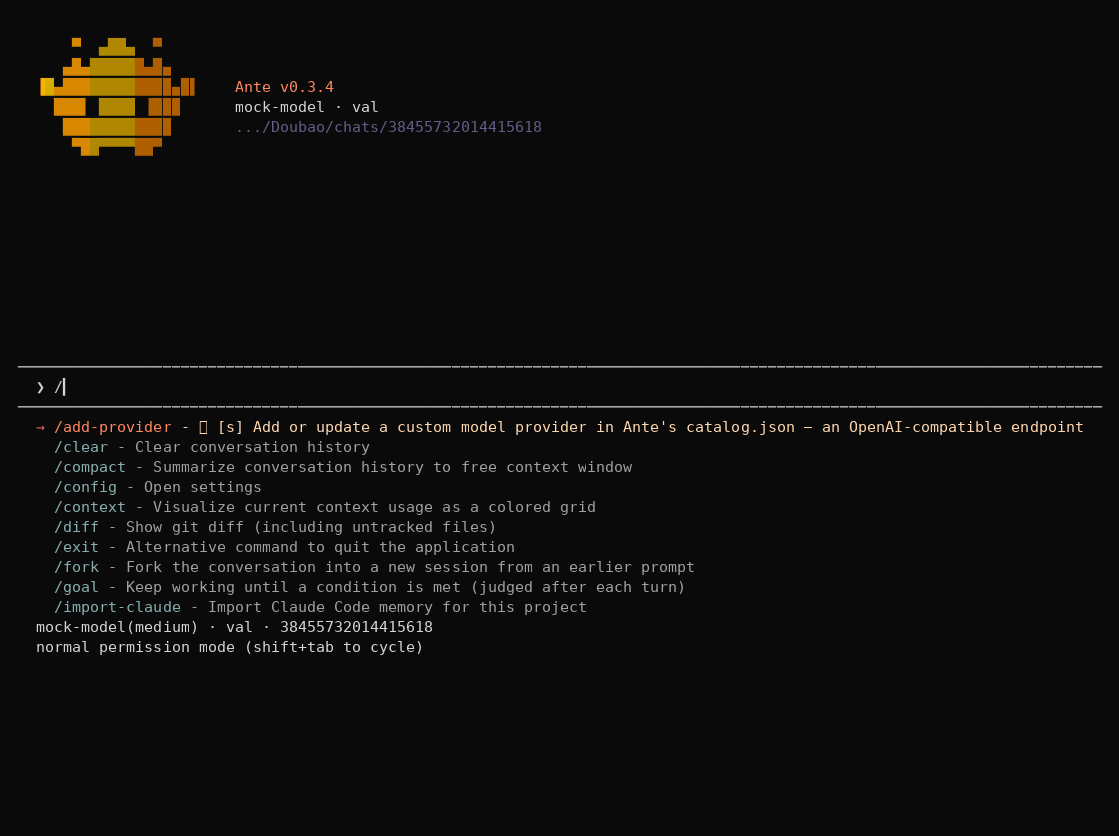 Ante v0.3.4
mock-model · val
.../Doubao/chats/38455732014415618
❯ /
→ /add-provider - [s] Add or update a custom model provider in Ante's catalog.json — an OpenAI-compatible endpoint
/clear - Clear conversation history
/compact - Summarize conversation history to free context window
/config - Open settings
/context - Visualize current context usage as a colored grid
/diff - Show git diff (including untracked files)
/exit - Alternative command to quit the application
/fork - Fork the conversation into a new session from an earlier prompt
/goal - Keep working until a condition is met (judged after each turn)
/import-claude - Import Claude Code memory for this project
mock-model(medium) · val · 38455732014415618
normal permission mode (shift+tab to cycle)